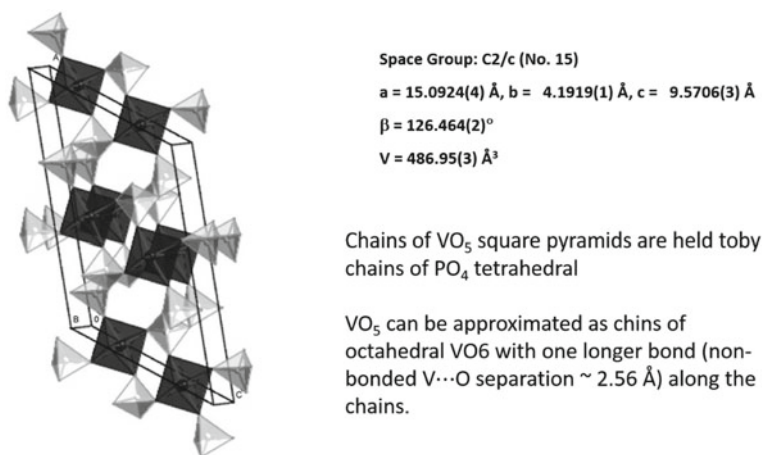 Space Group: C2/c (No. 15)
a = 15.0924(4) Å, b = 4.1919(1) Å, c = 9.5706(3) Å
β = 126.464(2)°
V = 486.95(3) Å³
Chains of VO₅ square pyramids are held toby
chains of PO₄ tetrahedral
VO₅ can be approximated as chins of
octahedral VO6 with one longer bond (non-
bonded V⋯O separation ~ 2.56 Å) along the
chains.
A
B
0
C